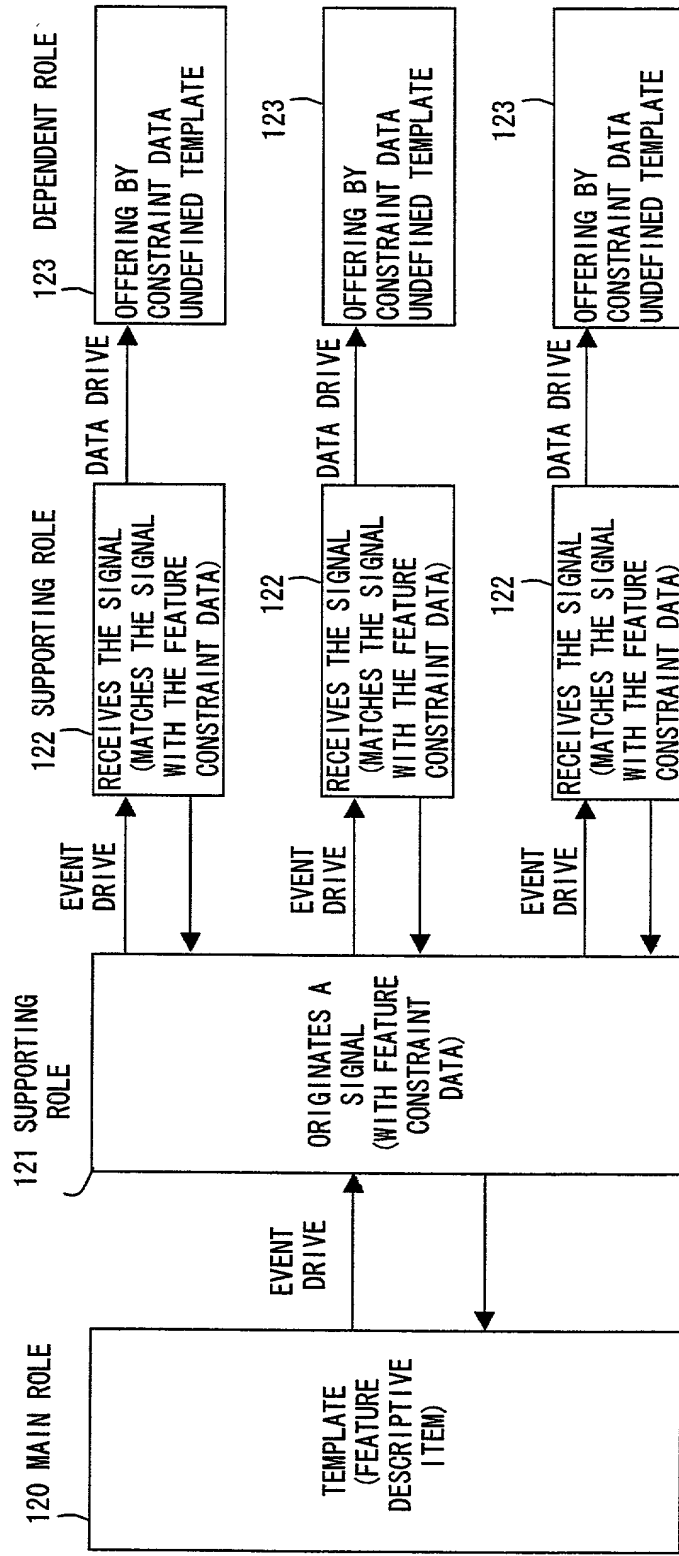 120 MAIN ROLE
TEMPLATE
(FEATURE
DESCRIPTIVE
ITEM)
EVENT
DRIVE
121 SUPPORTING
ROLE
ORIGINATES A
SIGNAL
(WITH FEATURE
CONSTRAINT
DATA)
EVENT
DRIVE
122 SUPPORTING ROLE
RECEIVES THE SIGNAL
(MATCHES THE SIGNAL
WITH THE FEATURE
CONSTRAINT DATA)
DATA DRIVE
123 DEPENDENT ROLE
OFFERING BY
CONSTRAINT DATA
UNDEFINED TEMPLATE
EVENT
DRIVE
122
RECEIVES THE SIGNAL
(MATCHES THE SIGNAL
WITH THE FEATURE
CONSTRAINT DATA)
DATA DRIVE
123
OFFERING BY
CONSTRAINT DATA
UNDEFINED TEMPLATE
EVENT
DRIVE
122
RECEIVES THE SIGNAL
(MATCHES THE SIGNAL
WITH THE FEATURE
CONSTRAINT DATA)
DATA DRIVE
123
OFFERING BY
CONSTRAINT DATA
UNDEFINED TEMPLATE